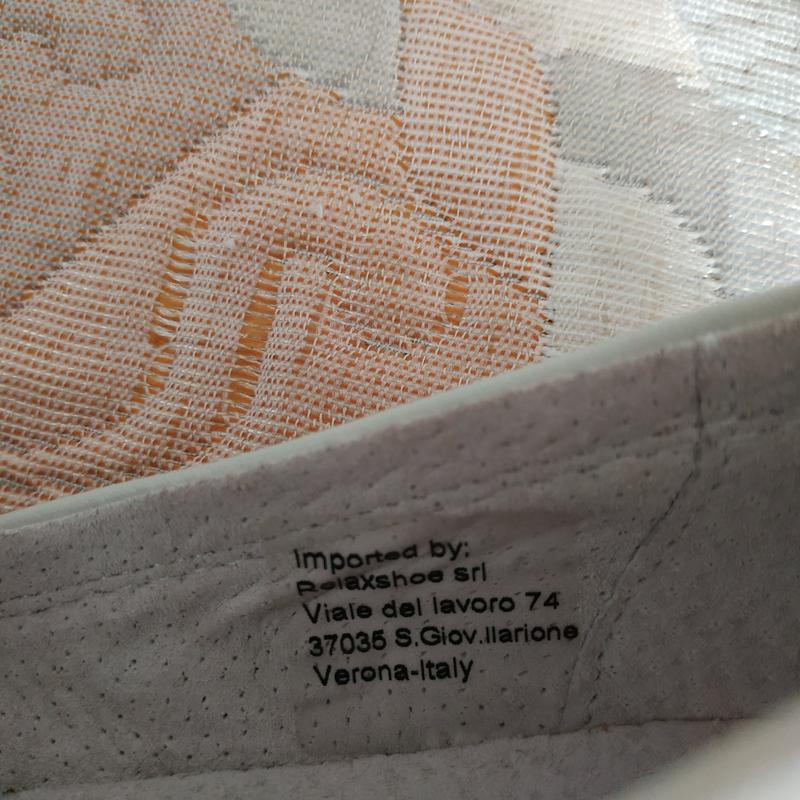 Imported by:
Relaxshoe srl
Viale del lavoro 74
37035 S.Giov.Ilarione
Verona-Italy